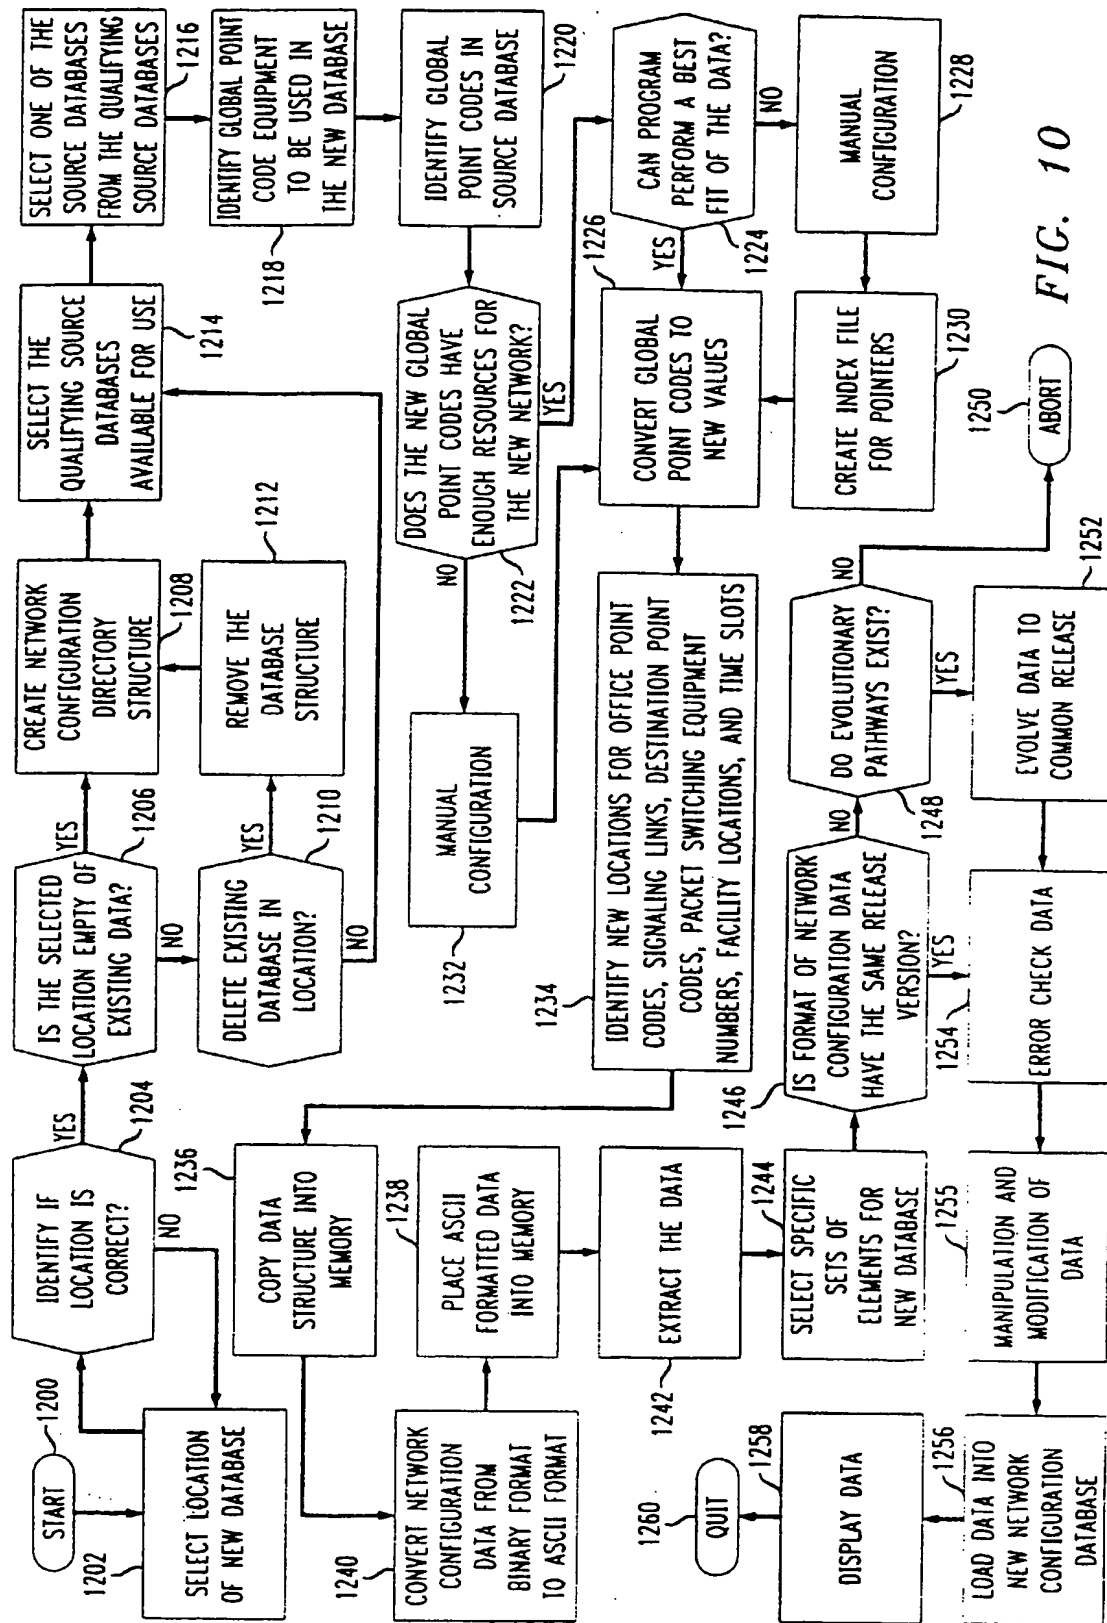 START
1200
SELECT LOCATION
OF NEW DATABASE
1202
IDENTIFY IF
LOCATION IS
CORRECT?
1204
YES
NO
IS THE SELECTED
LOCATION EMPTY OF
EXISTING DATA?
1206
YES
NO
CREATE NETWORK
CONFIGURATION
DIRECTORY
STRUCTURE
1208
DELETE EXISTING
DATABASE IN
LOCATION?
1210
YES
NO
REMOVE THE
DATABASE
STRUCTURE
1212
SELECT THE
QUALIFYING SOURCE
DATABASES
AVAILABLE FOR USE
1214
SELECT ONE OF THE
SOURCE DATABASES
FROM THE QUALIFYING
SOURCE DATABASES
1216
IDENTIFY GLOBAL POINT
CODE EQUIPMENT
TO BE USED IN
THE NEW DATABASE
1218
IDENTIFY GLOBAL
POINT CODES IN
SOURCE DATABASE
1220
DOES THE NEW GLOBAL
POINT CODES HAVE
ENOUGH RESOURCES FOR
THE NEW NETWORK?
1222
NO
YES
CAN PROGRAM
PERFORM A BEST
FIT OF THE DATA?
1224
YES
NO
CONVERT GLOBAL
POINT CODES TO
NEW VALUES
1226
MANUAL
CONFIGURATION
1228
CREATE INDEX FILE
FOR POINTERS
1230
MANUAL
CONFIGURATION
1232
IDENTIFY NEW LOCATIONS FOR OFFICE POINT
CODES, SIGNALING LINKS, DESTINATION POINT
CODES, PACKET SWITCHING EQUIPMENT
NUMBERS, FACILITY LOCATIONS, AND TIME SLOTS
1234
COPY DATA
STRUCTURE INTO
MEMORY
1236
CONVERT NETWORK
CONFIGURATION
DATA FROM
BINARY FORMAT
TO ASCII FORMAT
1240
PLACE ASCII
FORMATTED DATA
INTO MEMORY
1238
EXTRACT THE DATA
1242
SELECT SPECIFIC
SETS OF
ELEMENTS FOR
NEW DATABASE
1244
IS FORMAT OF NETWORK
CONFIGURATION DATA
HAVE THE SAME RELEASE
VERSION?
1246
NO
YES
DO EVOLUTIONARY
PATHWAYS EXIST?
1248
NO
YES
ABORT
1250
EVOLVE DATA TO
COMMON RELEASE
1252
ERROR CHECK DATA
1254
MANIPULATION AND
MODIFICATION OF
DATA
1255
LOAD DATA INTO
NEW NETWORK
CONFIGURATION
DATABASE
1256
DISPLAY DATA
1258
QUIT
1260
FIG. 10